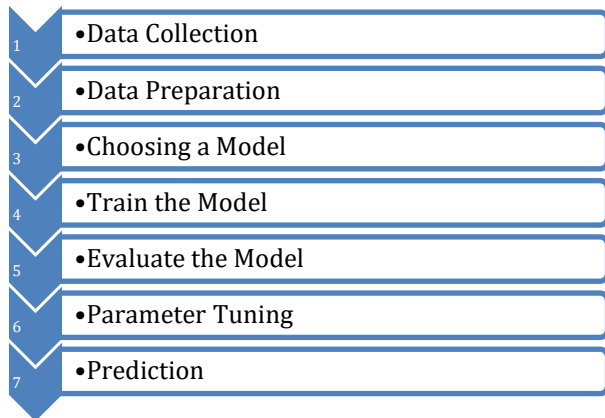 1
•Data Collection
2
•Data Preparation
3
•Choosing a Model
4
•Train the Model
5
•Evaluate the Model
6
•Parameter Tuning
7
•Prediction